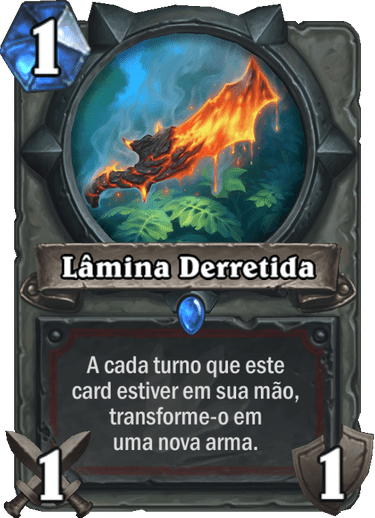 1
Lâmina Derretida
A cada turno que este
card estiver em sua mão,
transforme-o em
uma nova arma.
1
1